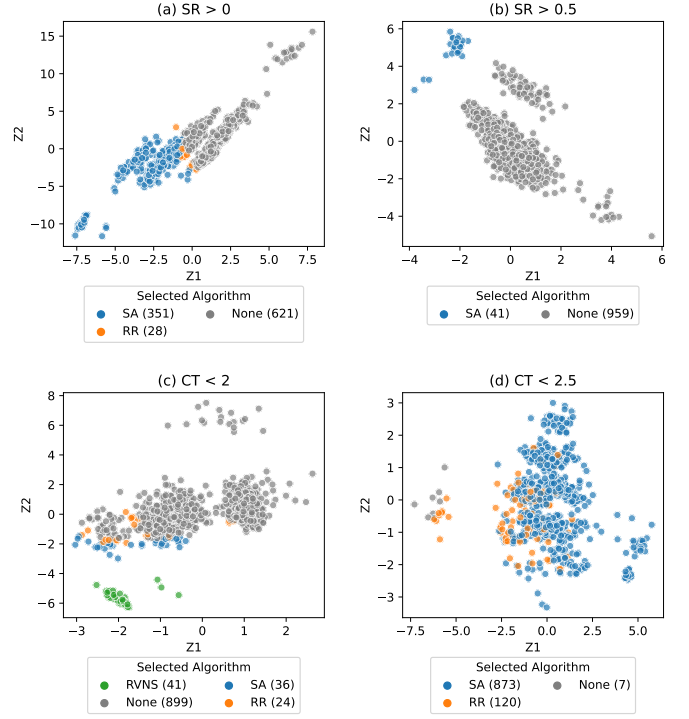 (a) SR > 0
15
10
5
0
−5
−10
Z2
−7.5 −5.0 −2.5 0.0 2.5 5.0 7.5
Z1
Selected Algorithm
SA (351) None (621)
RR (28)
(b) SR > 0.5
6
4
2
0
−2
−4
Z2
−4 −2 0 2 4 6
Z1
Selected Algorithm
SA (41) None (959)
(c) CT < 2
8
6
4
2
0
−2
−4
−6
Z2
−3 −2 −1 0 1 2
Z1
Selected Algorithm
RVNS (41) SA (36)
None (899) RR (24)
(d) CT < 2.5
3
2
1
0
−1
−2
−3
Z2
−7.5 −5.0 −2.5 0.0 2.5 5.0
Z1
Selected Algorithm
SA (873) None (7)
RR (120)